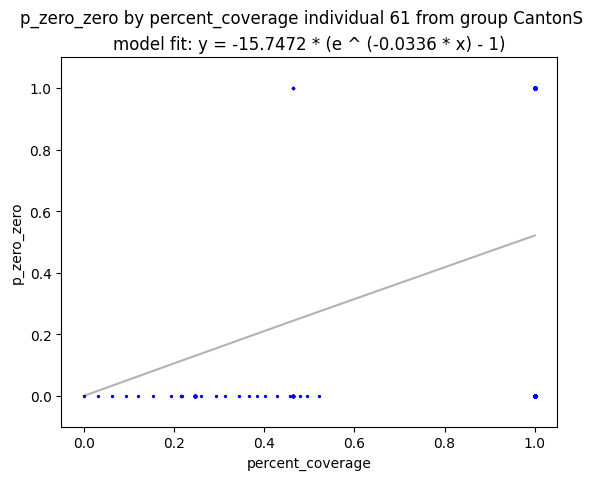 p_zero_zero by percent_coverage individual 61 from group CantonS
model fit: y = -15.7472 * (e ^ (-0.0336 * x) - 1)
1.0
0.8
0.6
0.4
0.2
0.0
p_zero_zero
0.0 0.2 0.4 0.6 0.8 1.0
percent_coverage